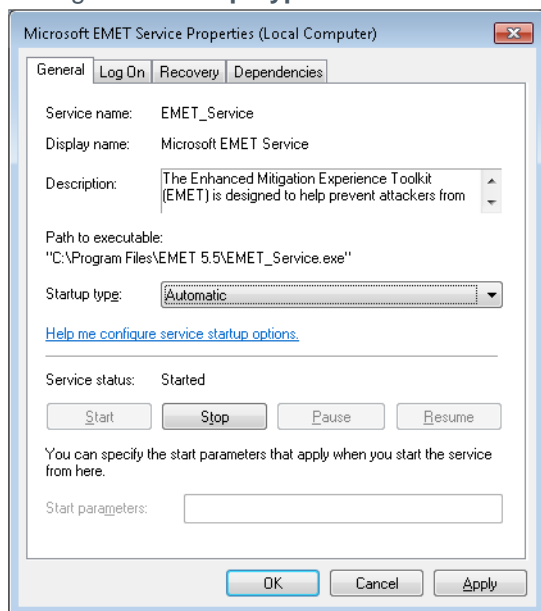 Microsoft EMET Service Properties (Local Computer)
General Log On Recovery Dependencies
Service name: EMET_Service
Display name: Microsoft EMET Service
Description: The Enhanced Mitigation Experience Toolkit
(EMET) is designed to help prevent attackers from
Path to executable:
"C:\Program Files\EMET 5.5\EMET_Service.exe"
Startup type: Automatic
Help me configure service startup options.
Service status: Started
Start Stop Pause Resume
You can specify the start parameters that apply when you start the service
from here.
Start parameters:
OK Cancel Apply